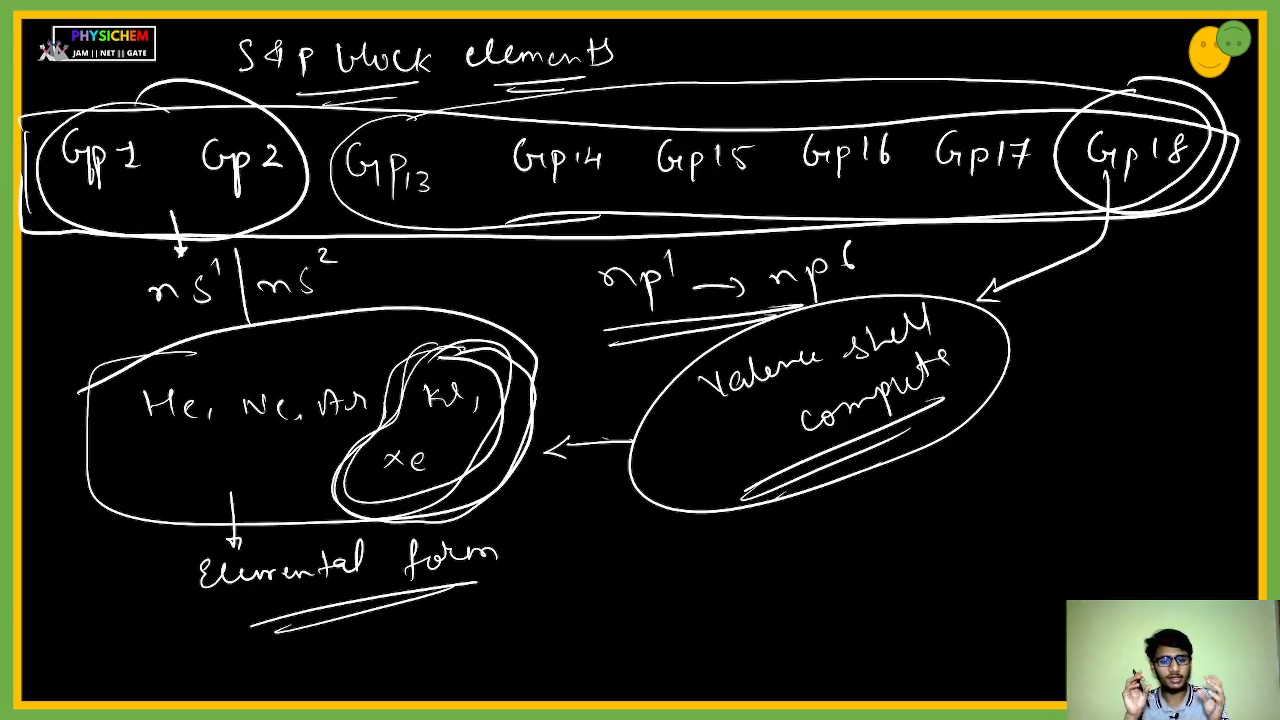 PHYSICHEM
JAM || NET || GATE
S & p block elements
Gp 1 Gp 2 Gp 13 Gp 14 Gp 15 Gp 16 Gp 17 Gp 18
ns¹ | ns² np¹ → np⁶
Valence shell
compute
He, Ne, Ar Kr,
xe
Elemental form